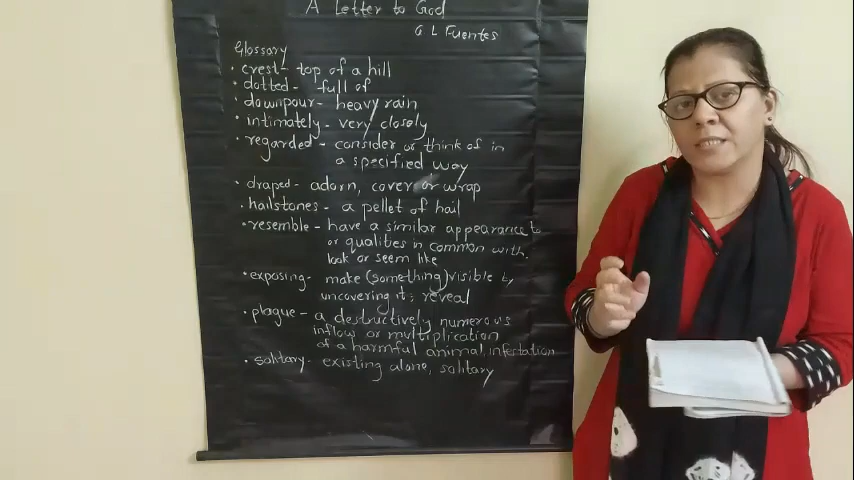 A Letter to God
G L Fuentes
Glossary
• crest - top of a hill
• dotted - full of
• downpour - heavy rain
• intimately - very closely
• regarded - consider or think of in
a specified way
• draped - adorn, cover or wrap
• hailstones - a pellet of hail
• resemble - have a similar appearance to
or qualities in common with.
look or seem like
• exposing - make (something) visible by
uncovering it; reveal
• plague - a destructively numerous
inflow or multiplication
of a harmful animal, infestation
• solitary - existing alone, solitary